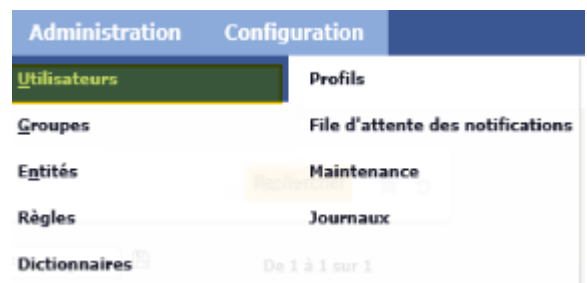 Administration Configuration
Utilisateurs Profils
Groupes File d'attente des notifications
Entités Maintenance
Rechercher
Règles Journaux
Dictionnaires De 1 à 1 sur 1